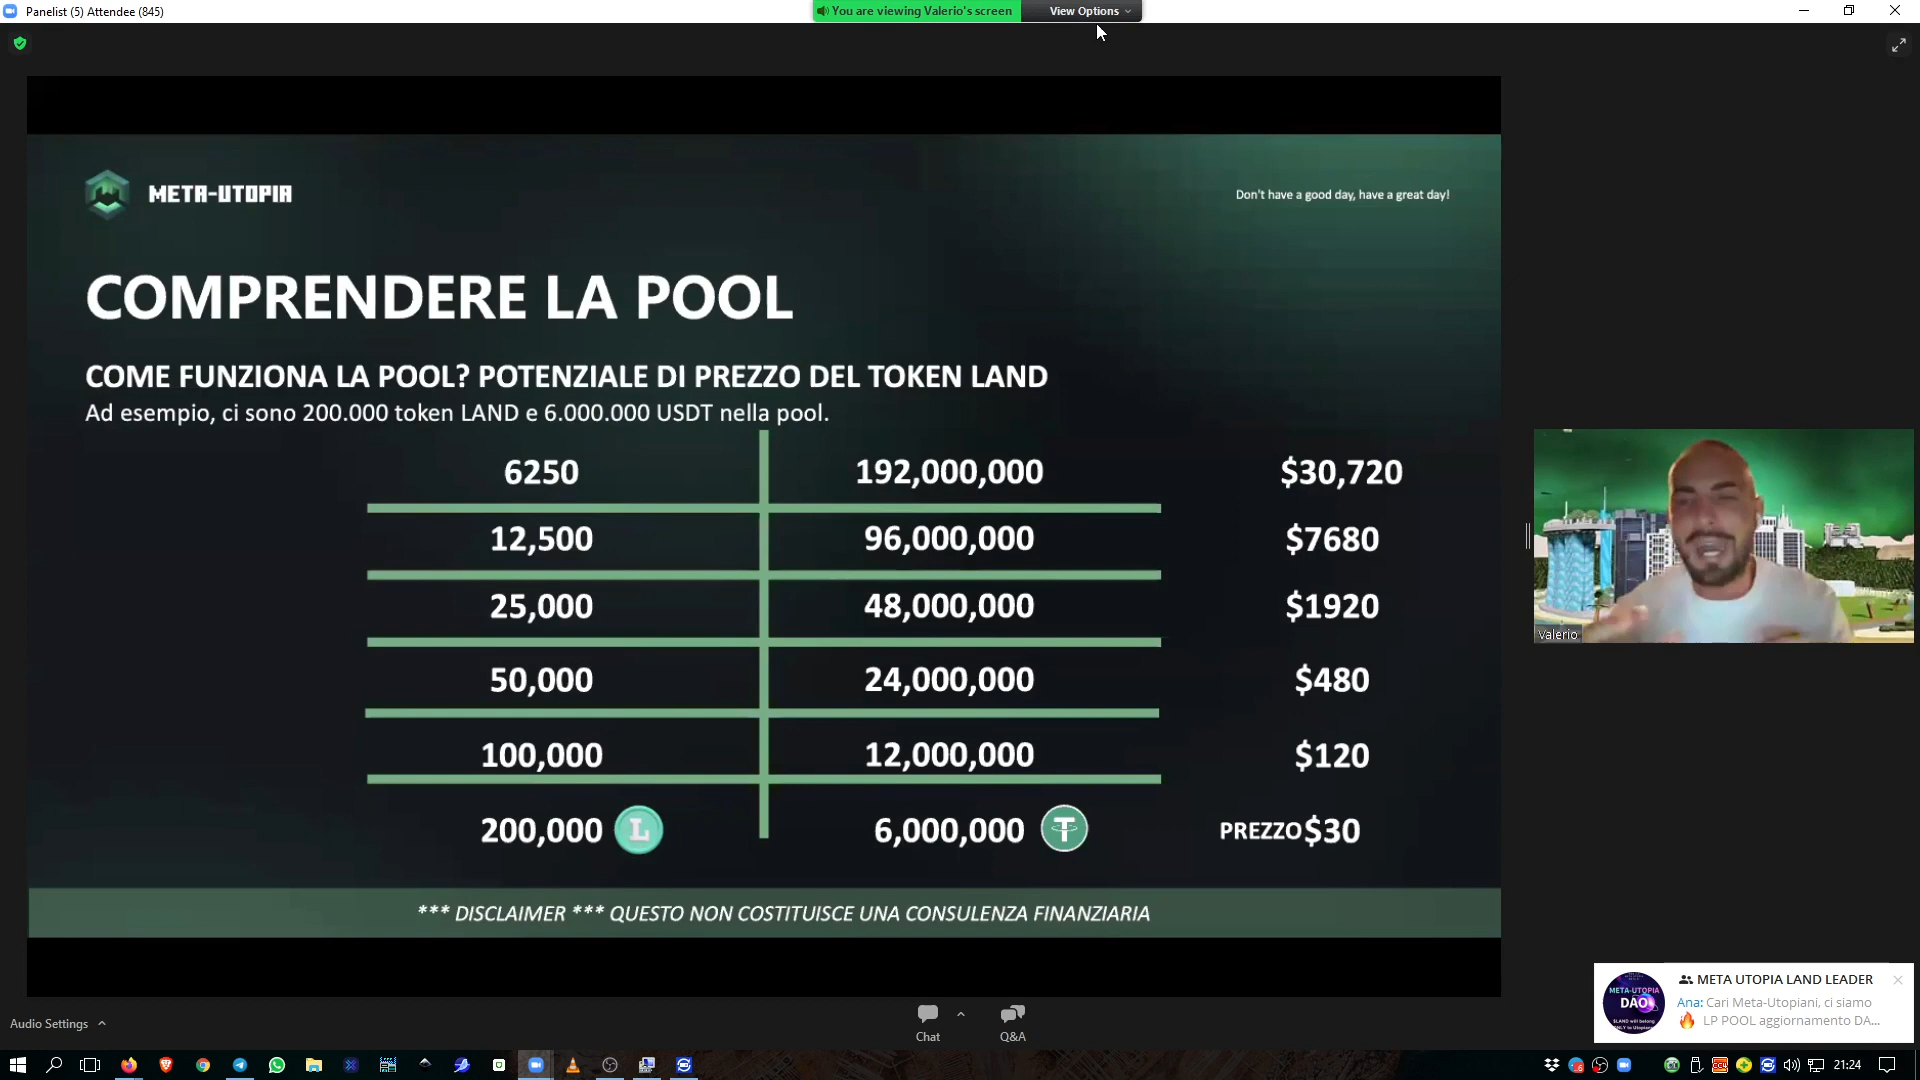 Panelist (5) Attendee (845)
You are viewing Valerio's screen
View Options
META-UTOPIA
Don't have a good day, have a great day!
COMPRENDERE LA POOL
COME FUNZIONA LA POOL? POTENZIALE DI PREZZO DEL TOKEN LAND
Ad esempio, ci sono 200.000 token LAND e 6.000.000 USDT nella pool.
6250 192,000,000 $30,720
12,500 96,000,000 $7680
25,000 48,000,000 $1920
50,000 24,000,000 $480
100,000 12,000,000 $120
200,000 L 6,000,000 T PREZZO $30
*** DISCLAIMER *** QUESTO NON COSTITUISCE UNA CONSULENZA FINANZIARIA
Valerio
META UTOPIA LAND LEADER
Ana: Cari Meta-Utopiani, ci siamo
🔥 LP POOL aggiornamento DA...
META-UTOPIA
DAO
Audio Settings
Chat
Q&A
21:24